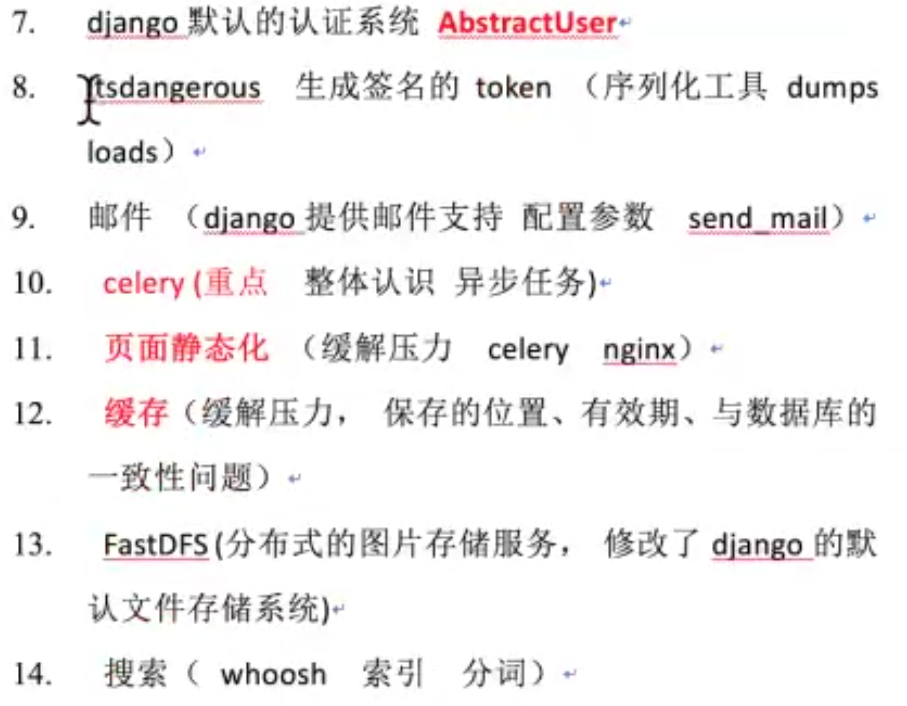 7. django 默认的认证系统 AbstractUser
8. itsdangerous 生成签名的 token （序列化工具 dumps
loads）
9. 邮件 （django 提供邮件支持 配置参数 send_mail）
10. celery (重点 整体认识 异步任务)
11. 页面静态化 （缓解压力 celery nginx）
12. 缓存（缓解压力， 保存的位置、有效期、与数据库的
一致性问题）
13. FastDFS (分布式的图片存储服务， 修改了 django 的默
认文件存储系统)
14. 搜索（ whoosh 索引 分词）